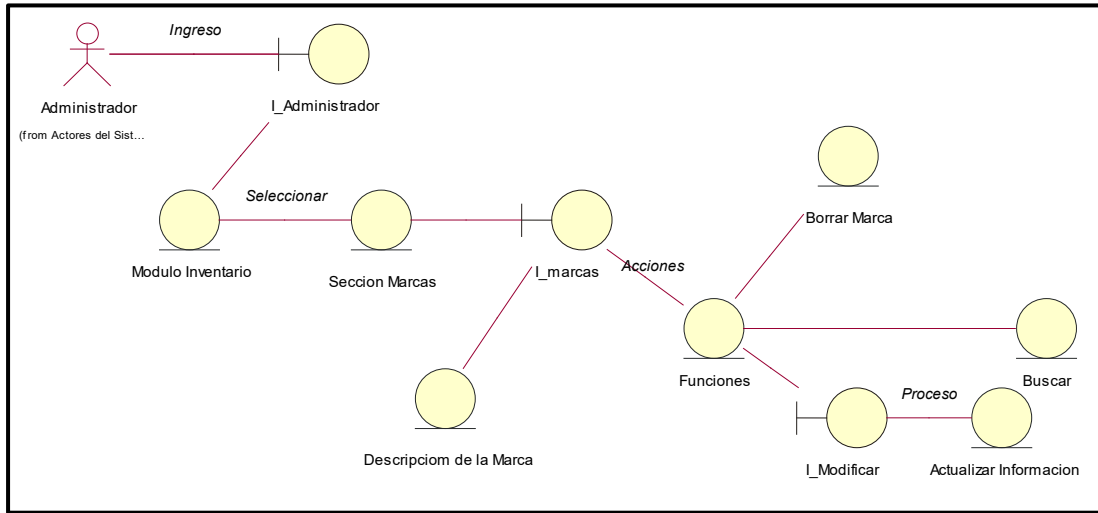 Ingreso
Administrador
(from Actores del Sist...
I_Administrador
Seleccionar
Modulo Inventario
Seccion Marcas
I_marcas
Acciones
Borrar Marca
Funciones
Buscar
Descripciom de la Marca
Proceso
I_Modificar
Actualizar Informacion